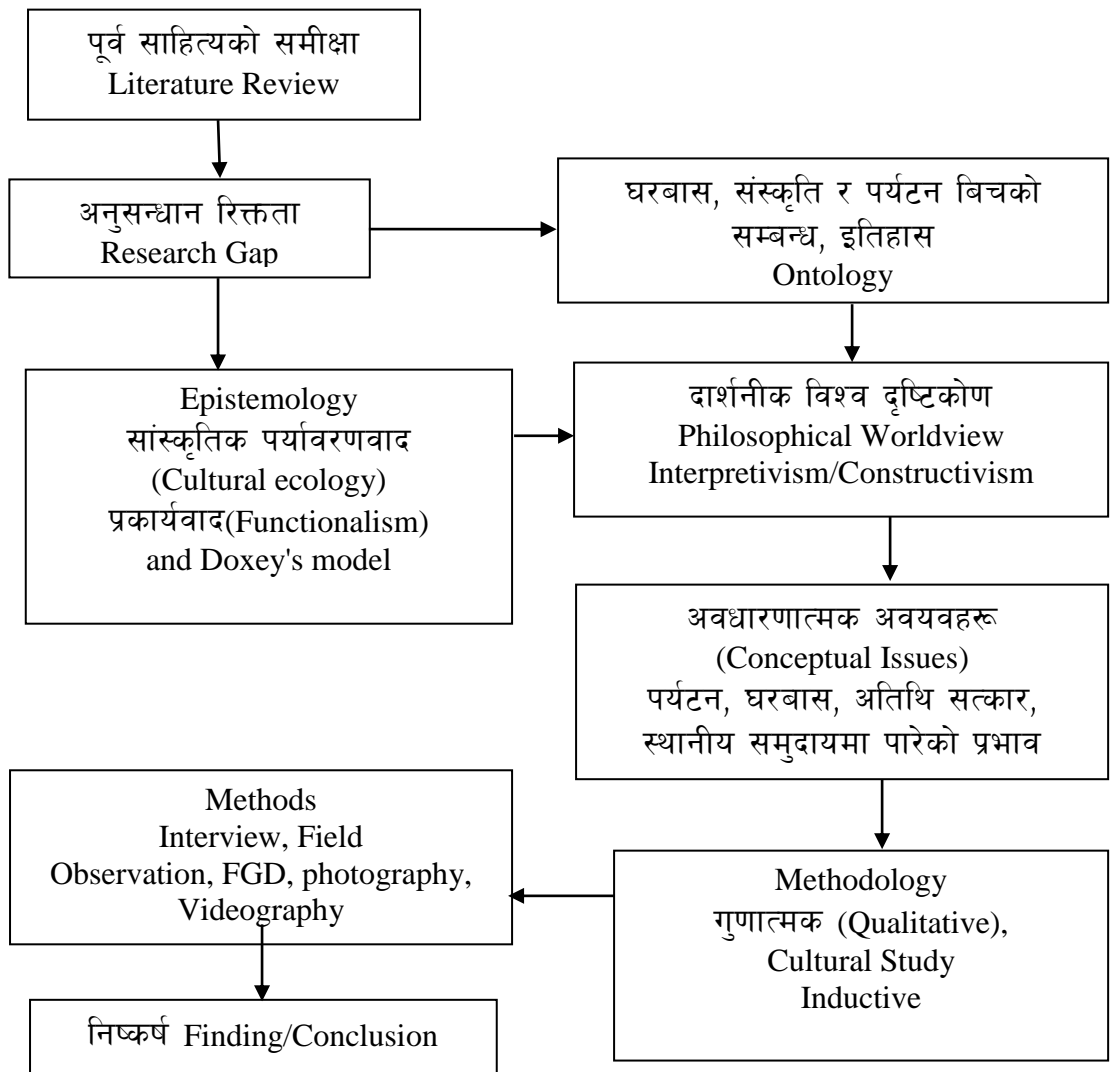 पूर्व साहित्यको समीक्षा
Literature Review
अनुसन्धान रिक्तता
Research Gap
घरबास, संस्कृति र पर्यटन बिचको
सम्बन्ध, इतिहास
Ontology
Epistemology
सांस्कृतिक पर्यावरणवाद
(Cultural ecology)
प्रकार्यवाद(Functionalism)
and Doxey's model
दार्शनीक विश्व दृष्टिकोण
Philosophical Worldview
Interpretivism/Constructivism
अवधारणात्मक अवयवहरू
(Conceptual Issues)
पर्यटन, घरबास, अतिथि सत्कार,
स्थानीय समुदायमा पारेको प्रभाव
Methodology
गुणात्मक (Qualitative),
Cultural Study
Inductive
Methods
Interview, Field
Observation, FGD, photography,
Videography
निष्कर्ष Finding/Conclusion